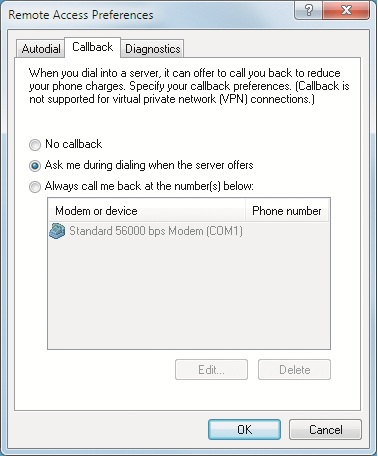 Remote Access Preferences
Autodial Callback Diagnostics
When you dial into a server, it can offer to call you back to reduce
your phone charges. Specify your callback preferences. (Callback
is not supported for virtual private network (VPN) connections.)
No callback
Ask me during dialing when the server offers
Always call me back at the number(s) below:
Modem or device Phone number
Standard 56000 bps Modem (COM1)
Edit... Delete
OK Cancel